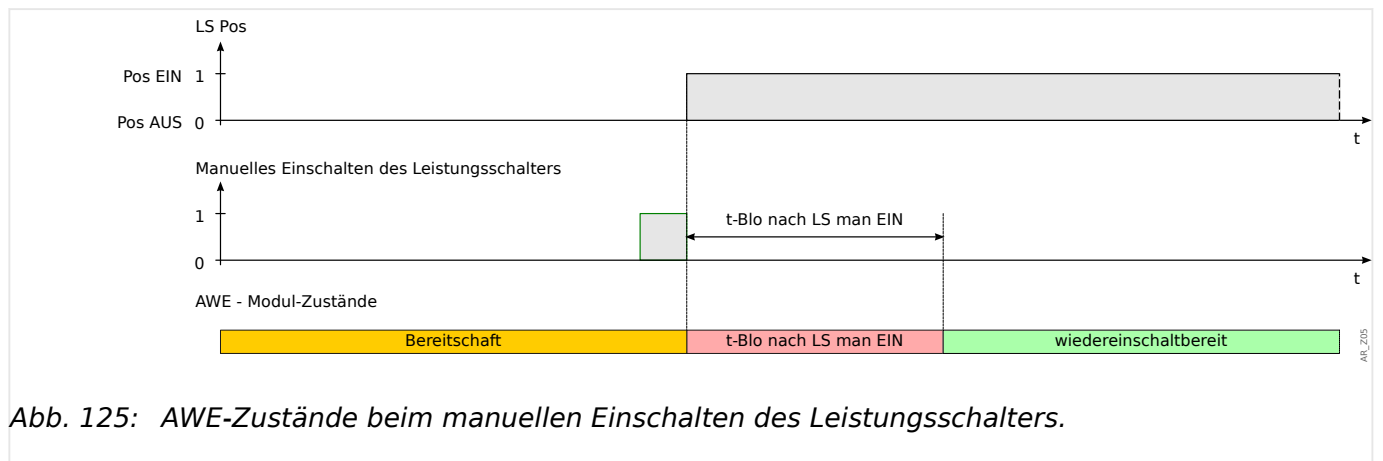 LS Pos
Pos EIN 1
Pos AUS 0
t
Manuelles Einschalten des Leistungsschalters
1
t-Blo nach LS man EIN
0
t
AWE - Modul-Zustände
Bereitschaft t-Blo nach LS man EIN wiedereinschaltbereit
AR_Z05
Abb. 125: AWE-Zustände beim manuellen Einschalten des Leistungsschalters.